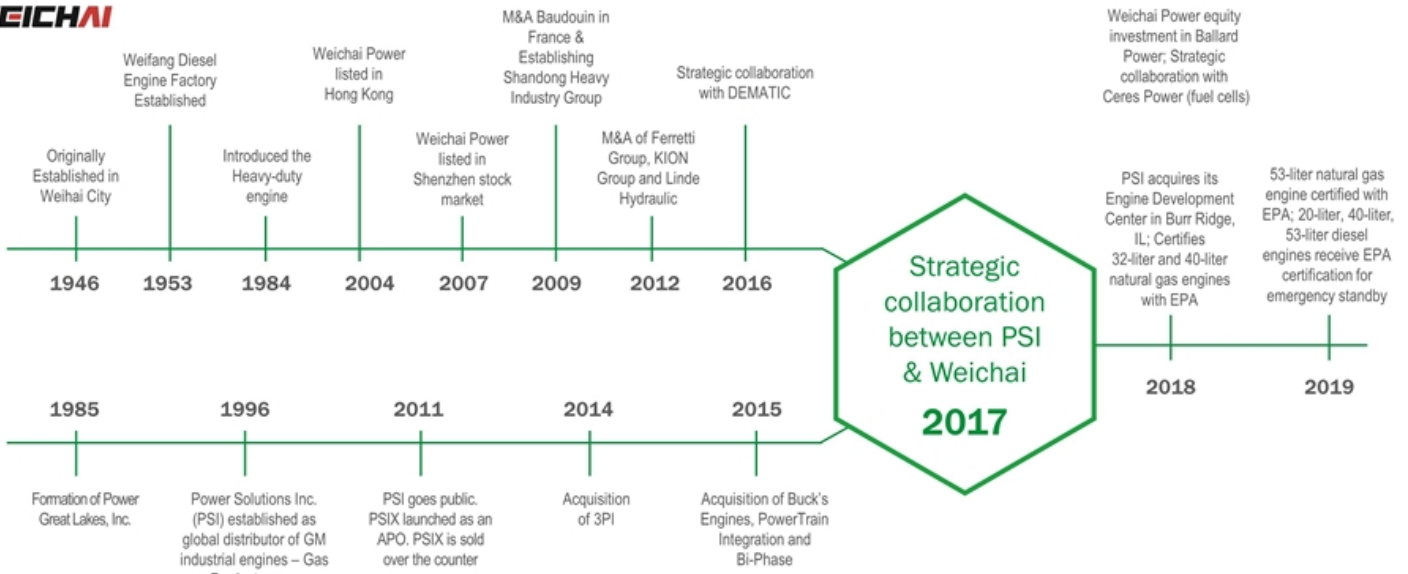 EICHAI
Originally
Established in
Weihai City
1946
Weifang Diesel
Engine Factory
Established
1953
Introduced the
Heavy-duty
engine
1984
Weichai Power
listed in
Hong Kong
2004
Weichai Power
listed in
Shenzhen stock
market
2007
M&A Baudouin in
France &
Establishing
Shandong Heavy
Industry Group
2009
M&A of Ferretti
Group, KION
Group and Linde
Hydraulic
2012
Strategic collaboration
with DEMATIC
2016
1985
Formation of Power
Great Lakes, Inc.
1996
Power Solutions Inc.
(PSI) established as
global distributor of GM
industrial engines – Gas
2011
PSI goes public.
PSIX launched as an
APO. PSIX is sold
over the counter
2014
Acquisition
of 3PI
2015
Acquisition of Buck's
Engines, PowerTrain
Integration and
Bi-Phase
Strategic
collaboration
between PSI
& Weichai
2017
Weichai Power equity
investment in Ballard
Power; Strategic
collaboration with
Ceres Power (fuel cells)
PSI acquires its
Engine Development
Center in Burr Ridge,
IL; Certifies
32-liter and 40-liter
natural gas engines
with EPA
2018
53-liter natural gas
engine certified with
EPA; 20-liter, 40-liter,
53-liter diesel
engines receive EPA
certification for
emergency standby
2019